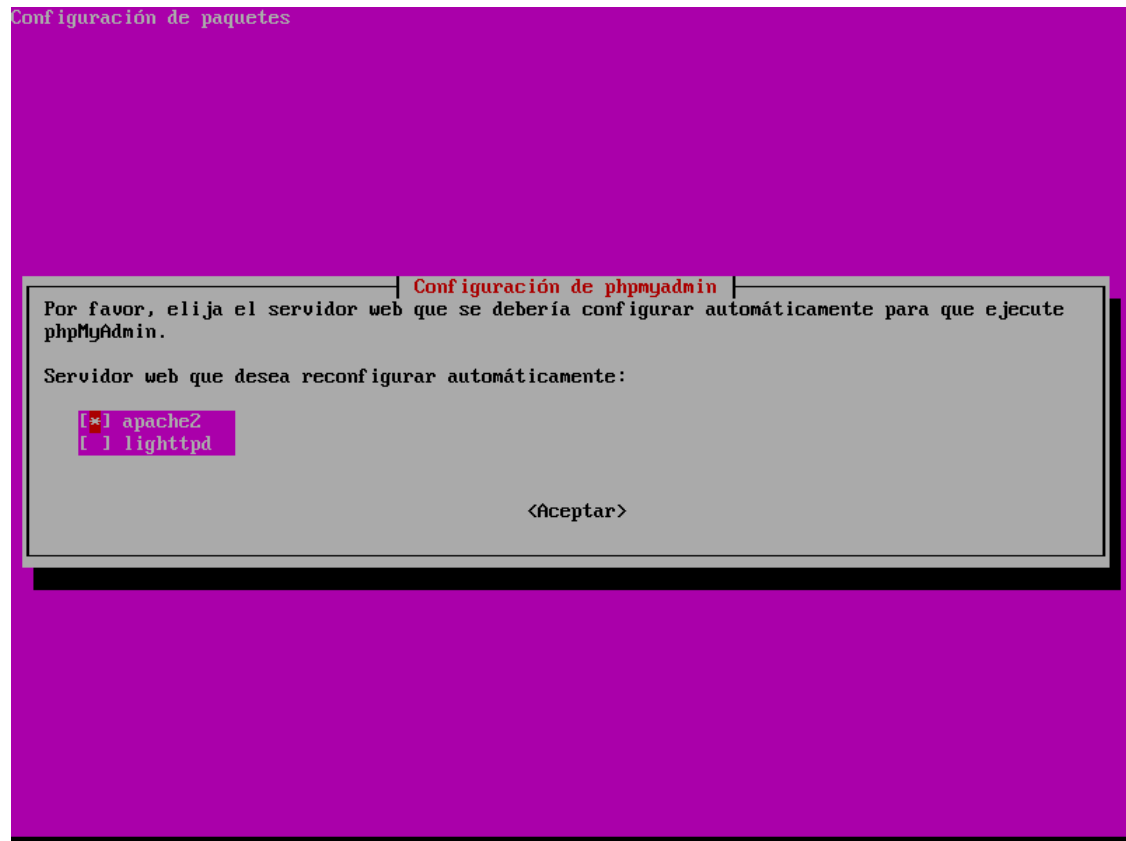 Configuración de paquetes
Configuración de phpmyadmin
Por favor, elija el servidor web que se debería configurar automáticamente para que ejecute
phpMyAdmin.
Servidor web que desea reconfigurar automáticamente:
[*] apache2
[ ] lighttpd
<Aceptar>